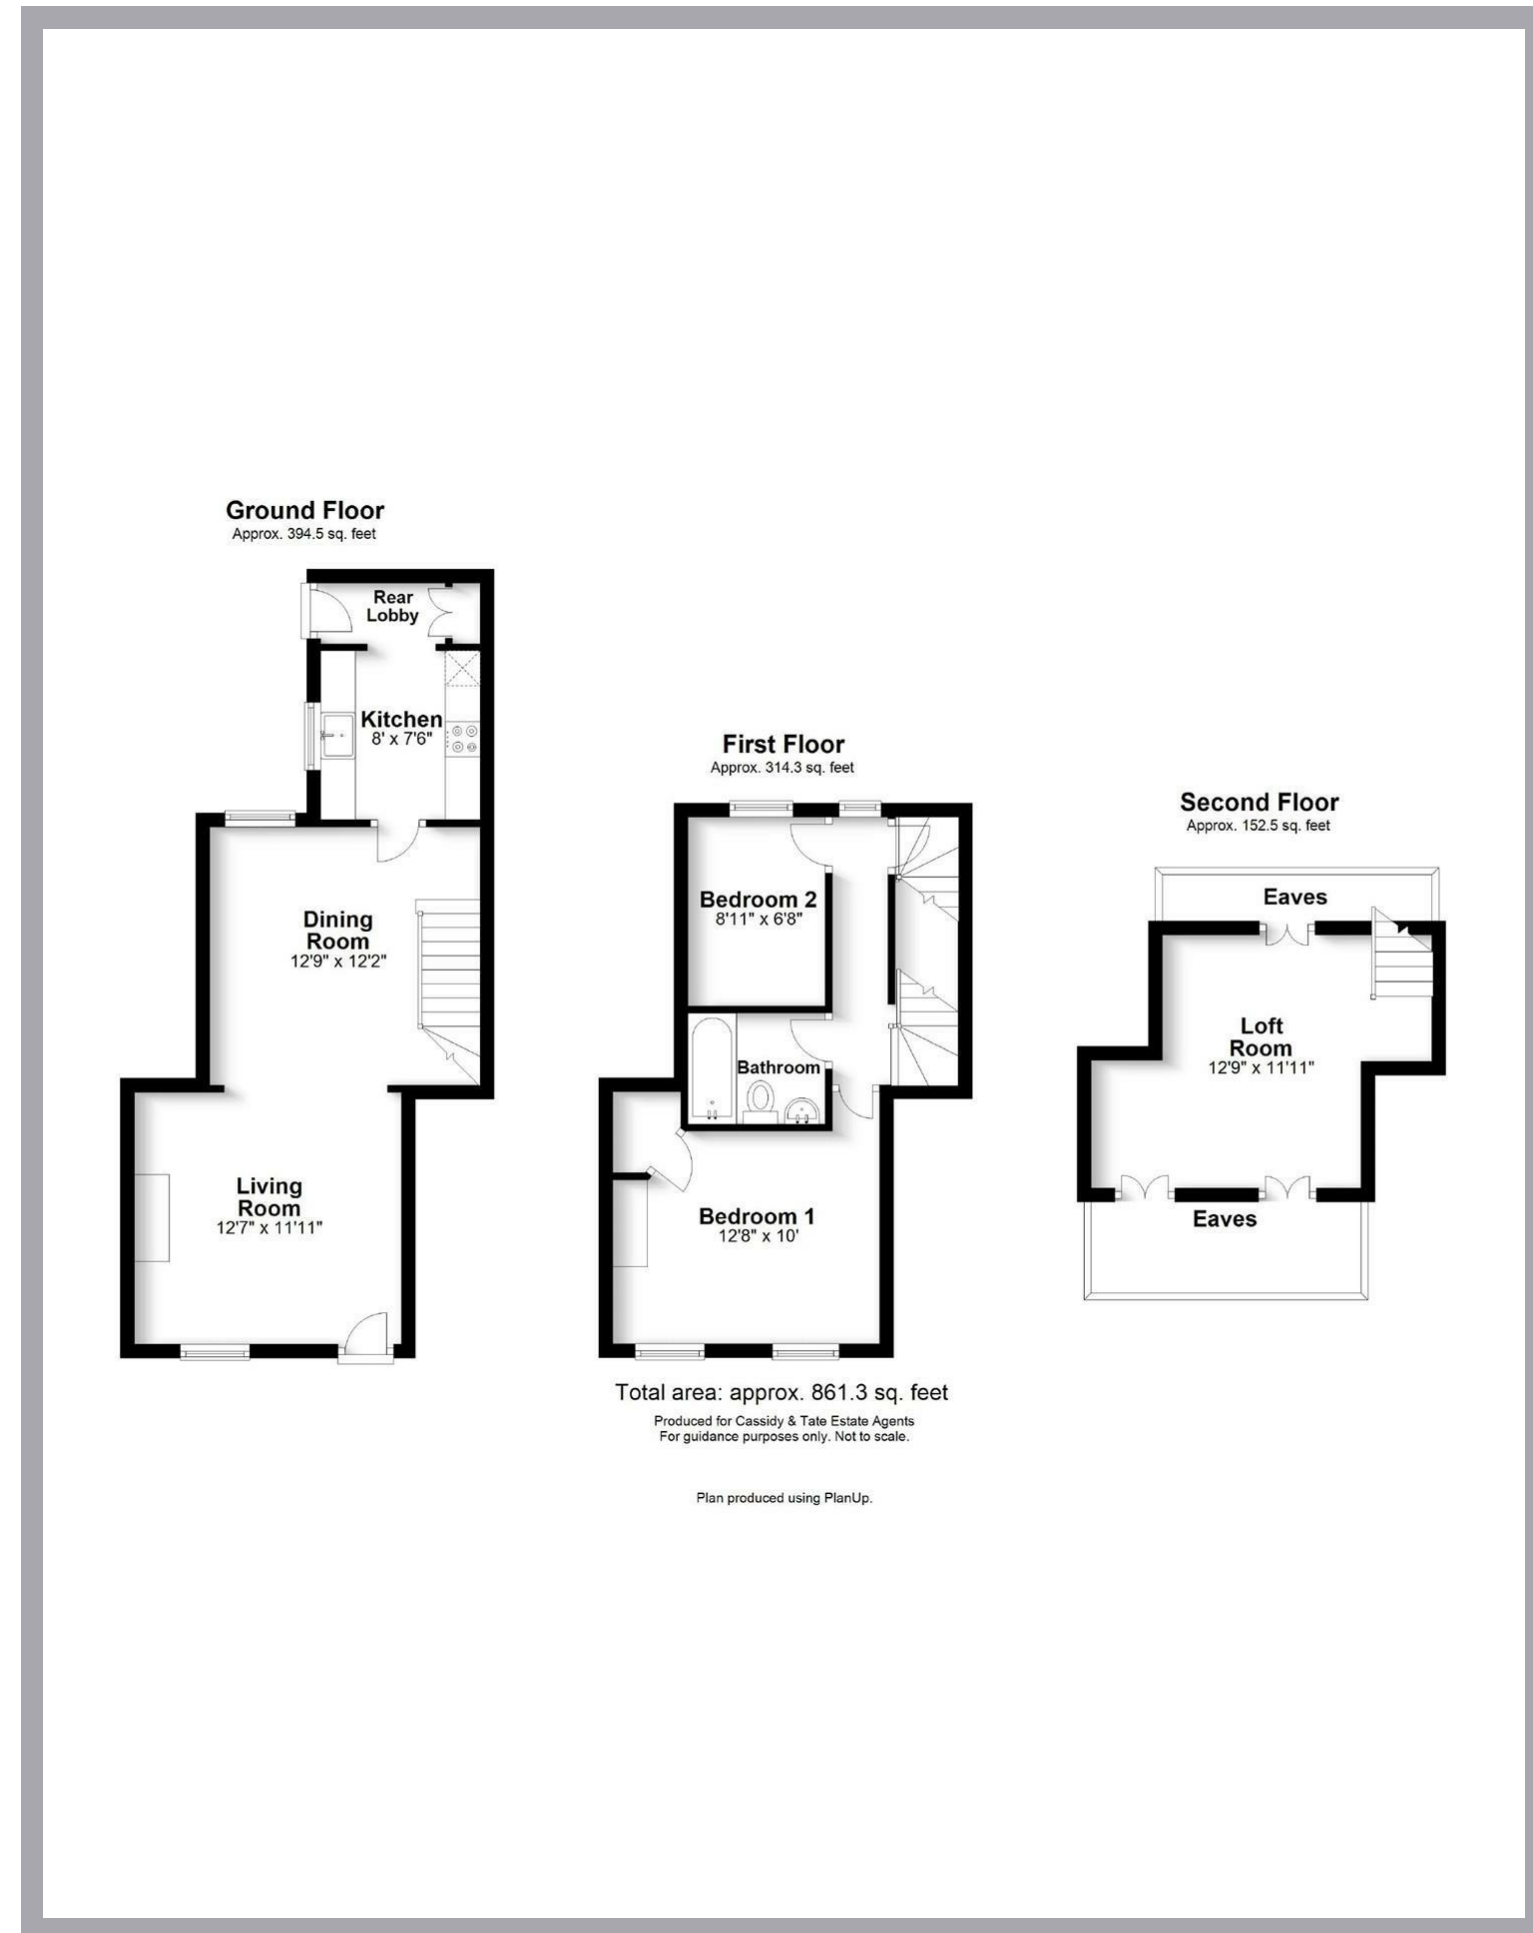 Ground Floor
Approx. 394.5 sq. feet
Rear
Lobby
Kitchen
8' x 7'6"
Dining
Room
12'9" x 12'2"
Living
Room
12'7" x 11'11"
First Floor
Approx. 314.3 sq. feet
Bedroom 2
8'11" x 6'8"
Bathroom
Bedroom 1
12'8" x 10'
Second Floor
Approx. 152.5 sq. feet
Eaves
Loft
Room
12'9" x 11'11"
Eaves
Total area: approx. 861.3 sq. feet
Produced for Cassidy & Tate Estate Agents
For guidance purposes only. Not to scale.
Plan produced using PlanUp.